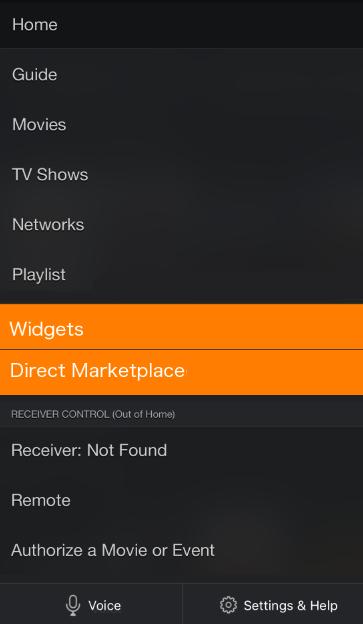 Home
Guide
Movies
TV Shows
Networks
Playlist
Widgets
Direct Marketplace
RECEIVER CONTROL (Out of Home)
Receiver: Not Found
Remote
Authorize a Movie or Event
Voice
Settings & Help